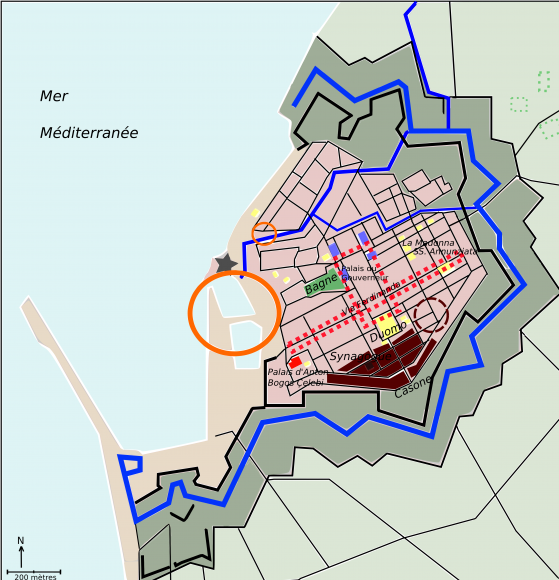 Mer
Méditerranée
La Madonna
SS. Annunziata
Palais du
Gouverneur
Bagne
Via Ferdinanda
Duomo
Synagogue
Palais d'Anton
Bogos Celebi
Casone
N
200 mètres